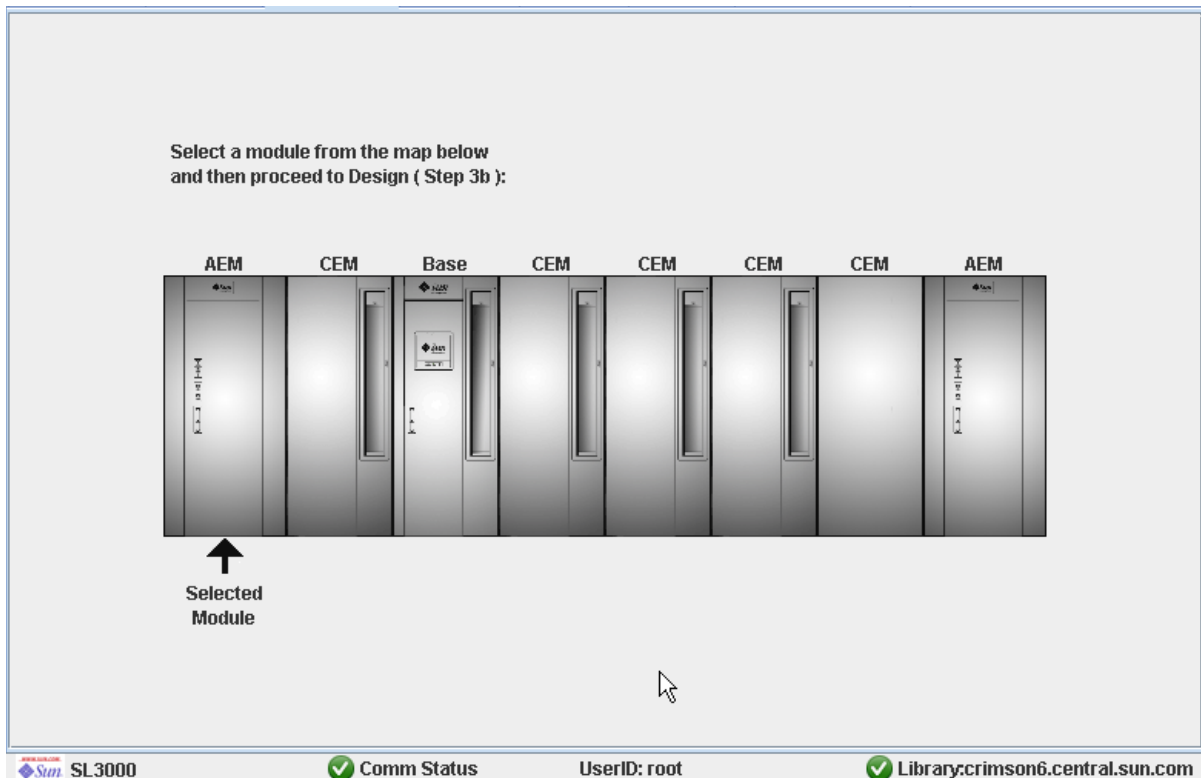 Select a module from the map below
and then proceed to Design ( Step 3b ):
AEM CEM Base CEM CEM CEM CEM AEM
Selected
Module
Sun SL3000 Comm Status UserID: root Library:crimson6.central.sun.com